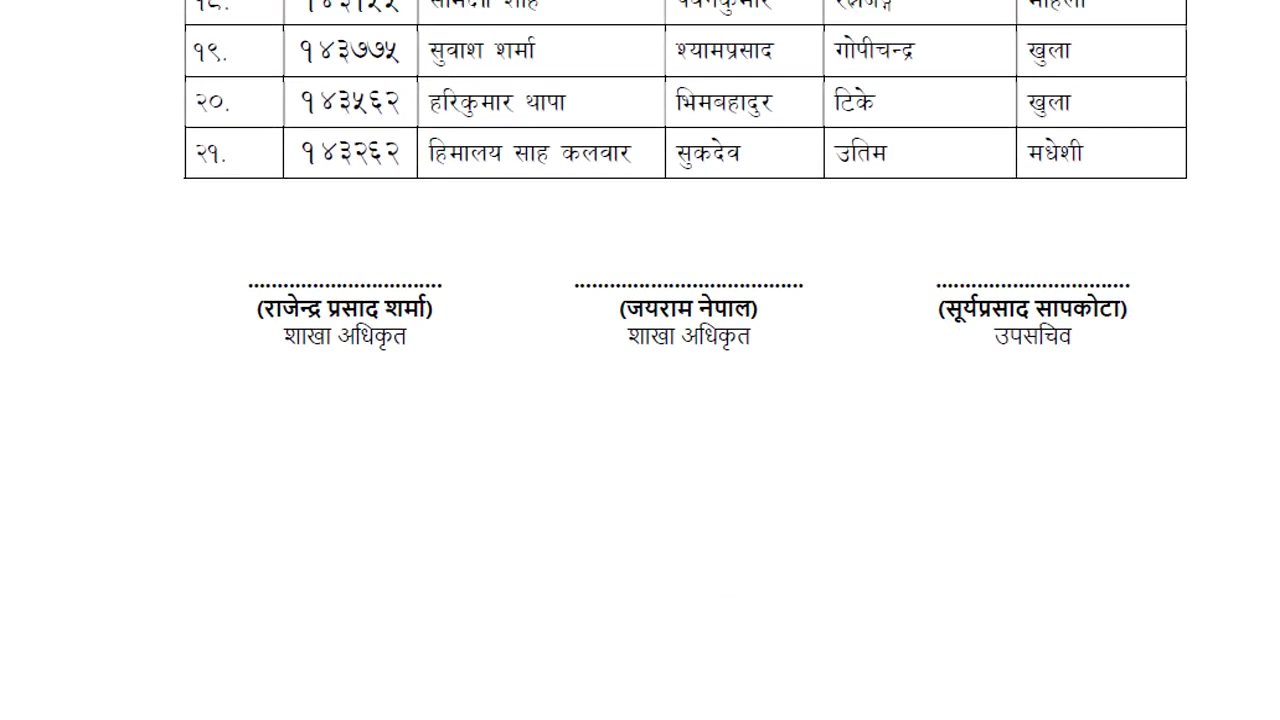 १९. १४३७७५ सुवाश शर्मा श्यामप्रसाद गोपीचन्द्र खुला
२०. १४३५६२ हरिकुमार थापा भिमबहादुर टिके खुला
२१. १४३२६२ हिमालय साह कलवार सुकदेव उतिम मधेशी
................................. ....................................... .................................
(राजेन्द्र प्रसाद शर्मा) (जयराम नेपाल) (सूर्यप्रसाद सापकोटा)
शाखा अधिकृत शाखा अधिकृत उपसचिव